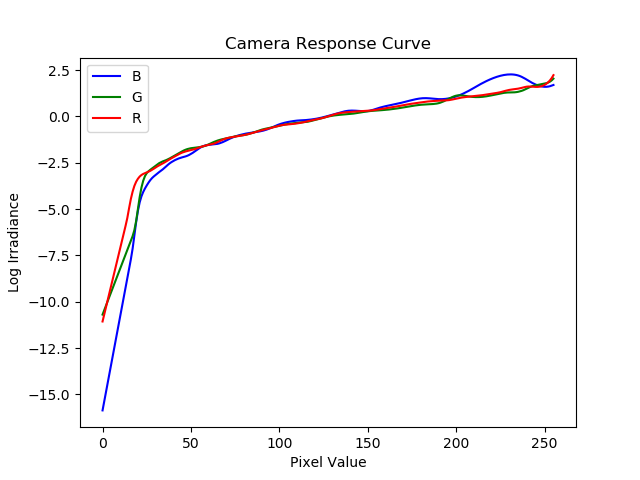 Camera Response Curve
B
G
R
2.5
0.0
−2.5
−5.0
−7.5
−10.0
−12.5
−15.0
Log Irradiance
0 50 100 150 200 250
Pixel Value